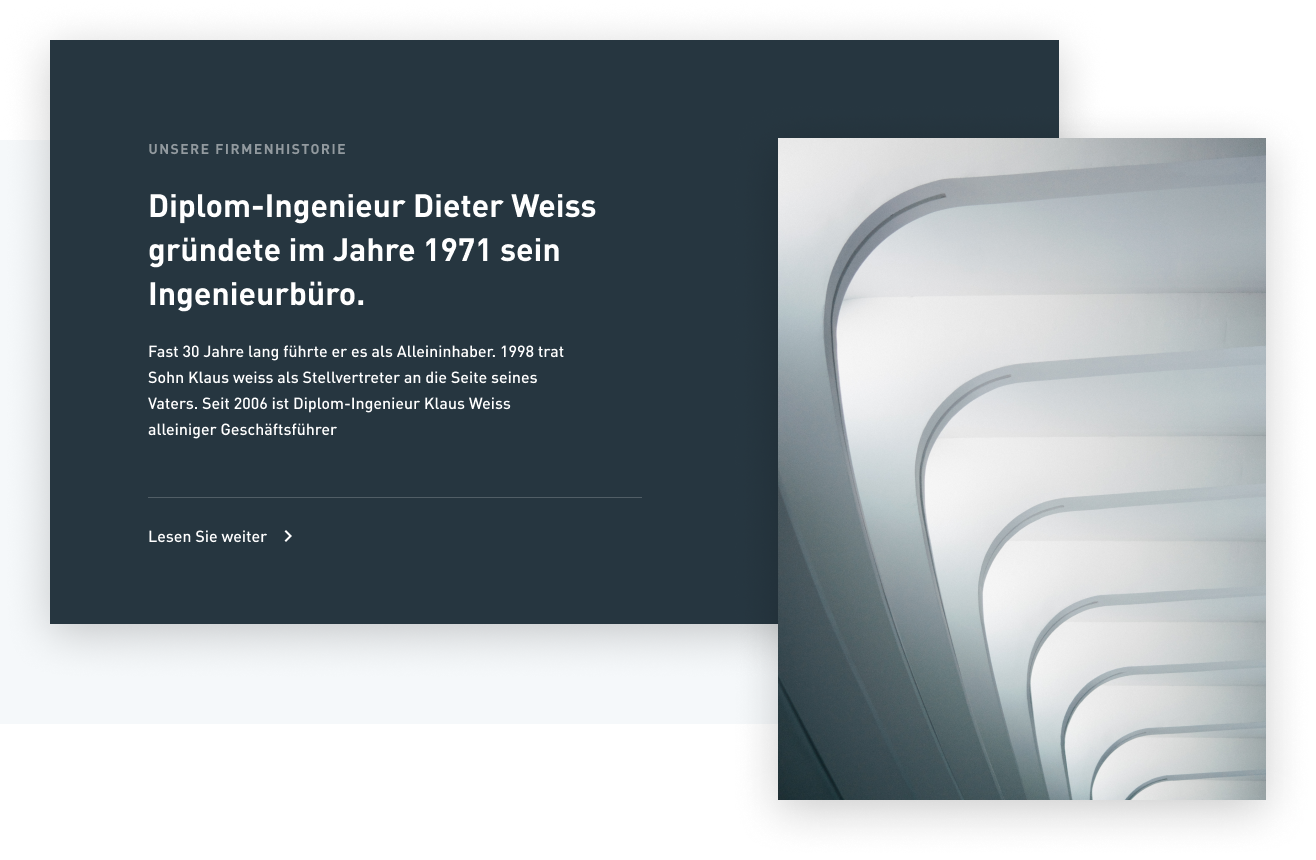 UNSERE FIRMENHISTORIE
Diplom-Ingenieur Dieter Weiss
gründete im Jahre 1971 sein
Ingenieurbüro.
Fast 30 Jahre lang führte er es als Alleininhaber. 1998 trat
Sohn Klaus weiss als Stellvertreter an die Seite seines
Vaters. Seit 2006 ist Diplom-Ingenieur Klaus Weiss
alleiniger Geschäftsführer
Lesen Sie weiter